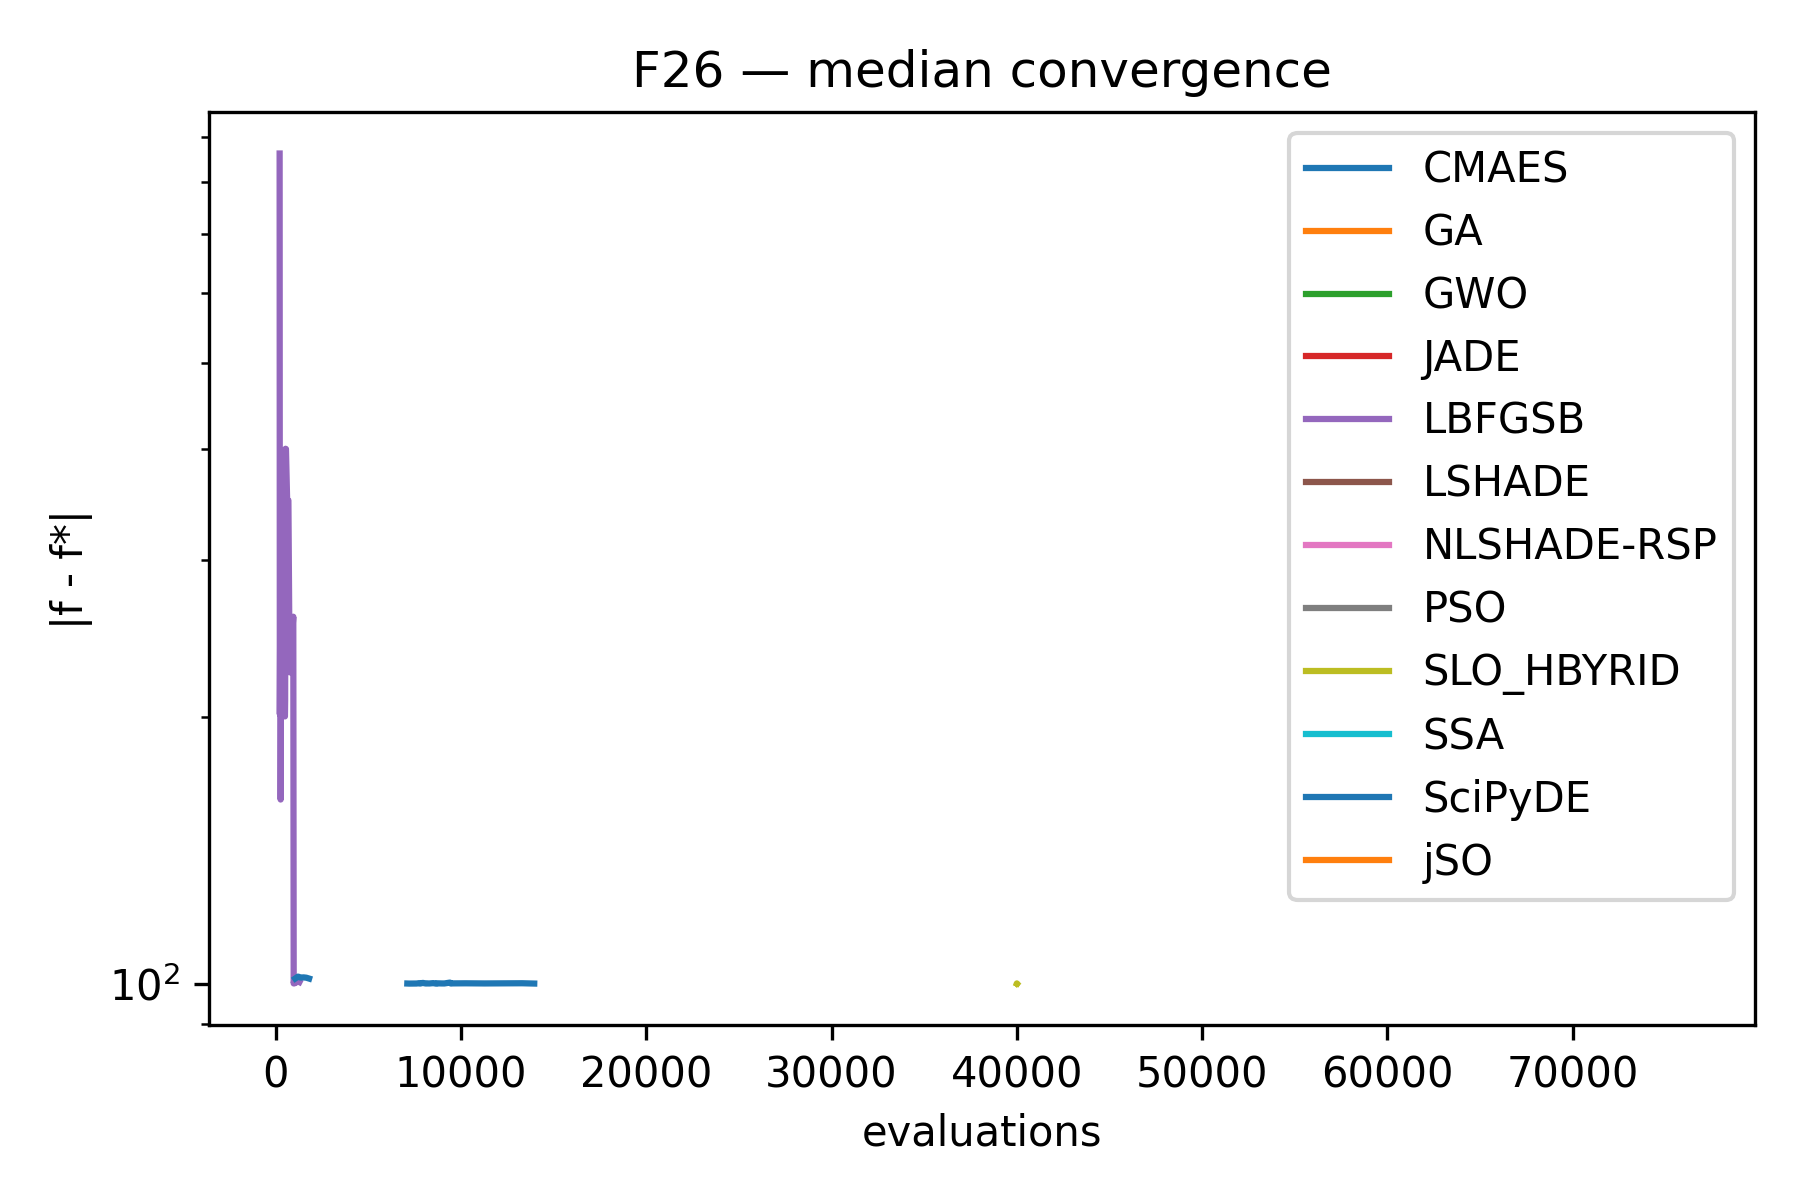 F26 — median convergence
|f - f*|
10²
CMAES
GA
GWO
JADE
LBFGSB
LSHADE
NLSHADE-RSP
PSO
SLO_HBYRID
SSA
SciPyDE
jSO
0 10000 20000 30000 40000 50000 60000 70000
evaluations